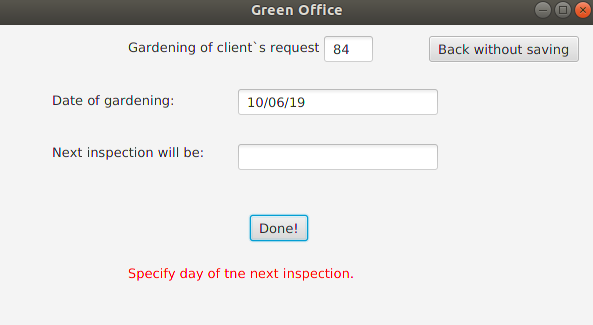 Green Office
Gardening of client`s request 84 Back without saving
Date of gardening: 10/06/19
Next inspection will be:
Done!
Specify day of tne next inspection.